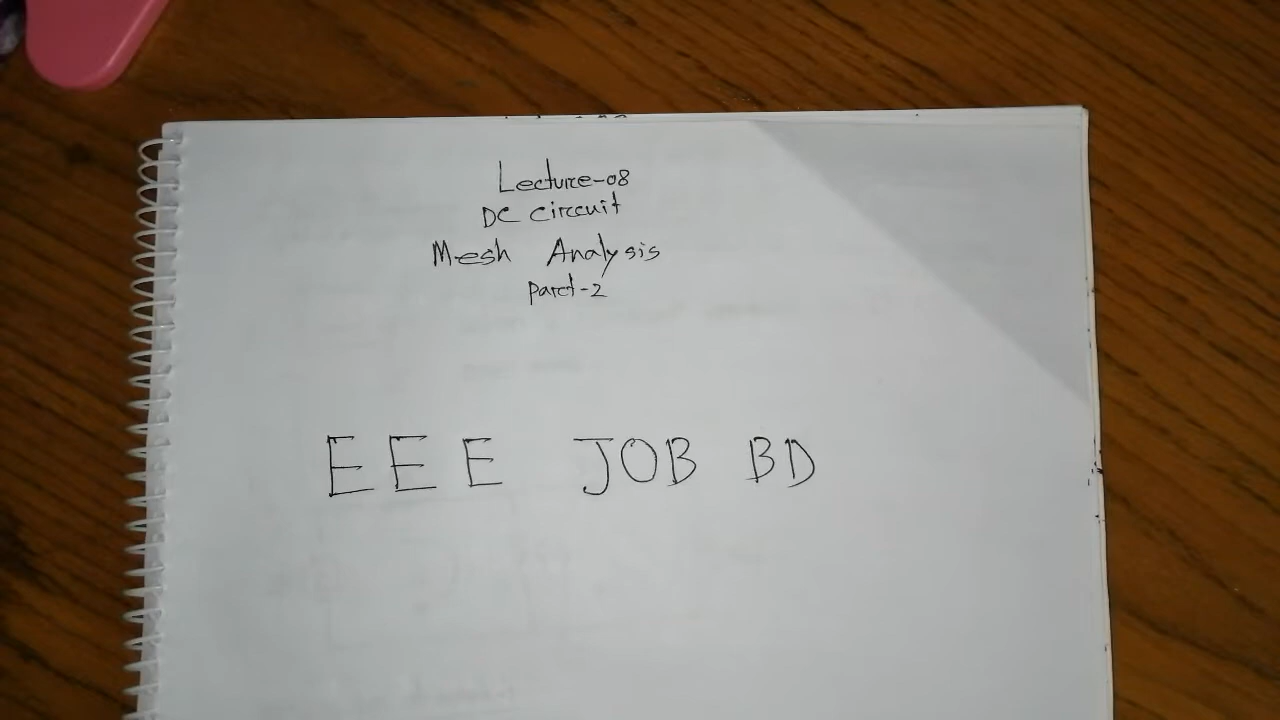 Lecture-08
DC Circuit
Mesh Analysis
part-2
EEE JOB BD